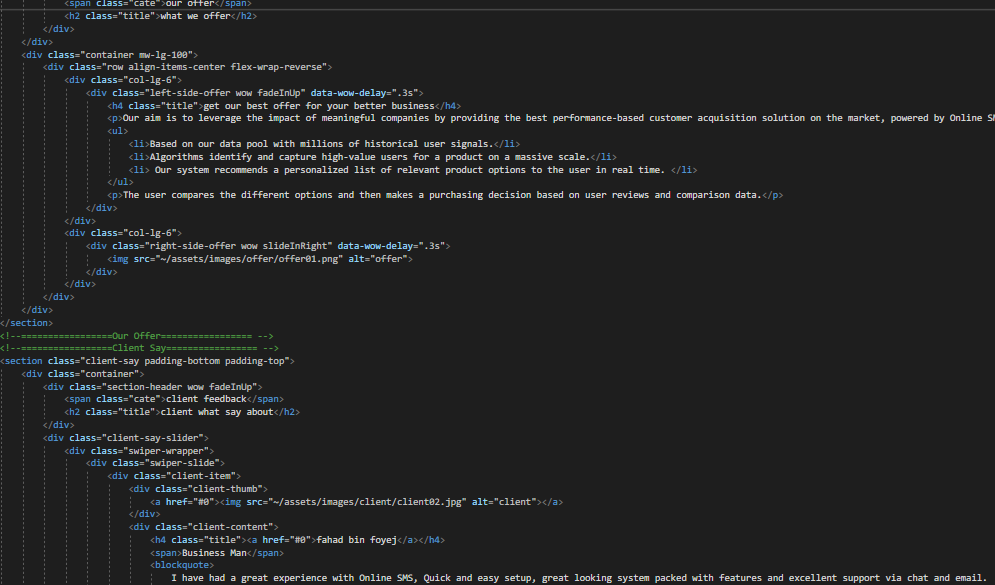 <span class="cate">our offer</span>
<h2 class="title">what we offer</h2>
</div>
</div>
<div class="container mw-lg-100">
<div class="row align-items-center flex-wrap-reverse">
<div class="col-lg-6">
<div class="left-side-offer wow fadeInUp" data-wow-delay=".3s">
<h4 class="title">get our best offer for your better business</h4>
<p>Our aim is to leverage the impact of meaningful companies by providing the best performance-based customer acquisition solution on the market, powered by Online SM
<ul>
<li>Based on our data pool with millions of historical user signals.</li>
<li>Algorithms identify and capture high-value users for a product on a massive scale.</li>
<li> Our system recommends a personalized list of relevant product options to the user in real time. </li>
</ul>
<p>The user compares the different options and then makes a purchasing decision based on user reviews and comparison data.</p>
</div>
</div>
<div class="col-lg-6">
<div class="right-side-offer wow slideInRight" data-wow-delay=".3s">
<img src="~/assets/images/offer/offer01.png" alt="offer">
</div>
</div>
</div>
</div>
</section>
<!--=================Our Offer================= -->
<!--=================Client Say================= -->
<section class="client-say padding-bottom padding-top">
<div class="container">
<div class="section-header wow fadeInUp">
<span class="cate">client feedback</span>
<h2 class="title">client what say about</h2>
</div>
<div class="client-say-slider">
<div class="swiper-wrapper">
<div class="swiper-slide">
<div class="client-item">
<div class="client-thumb">
<a href="#0"><img src="~/assets/images/client/client02.jpg" alt="client"></a>
</div>
<div class="client-content">
<h4 class="title"><a href="#0">fahad bin foyej</a></h4>
<span>Business Man</span>
<blockquote>
I have had a great experience with Online SMS, Quick and easy setup, great looking system packed with features and excellent support via chat and email.